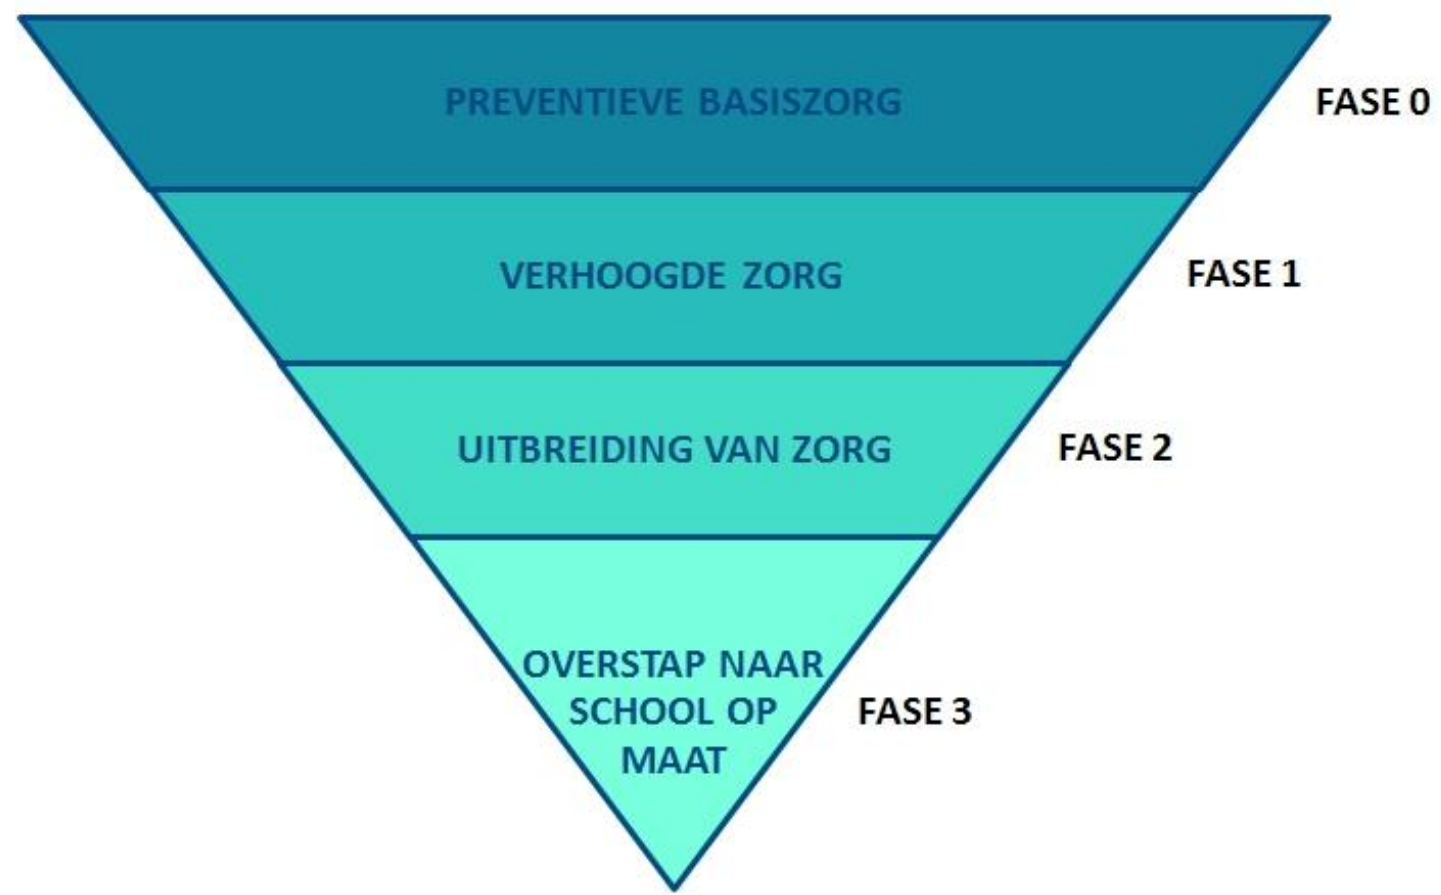 PREVENTIEVE BASISZORG
FASE 0
VERHOOGDE ZORG
FASE 1
UITBREIDING VAN ZORG
FASE 2
OVERSTAP NAAR
SCHOOL OP
MAAT
FASE 3